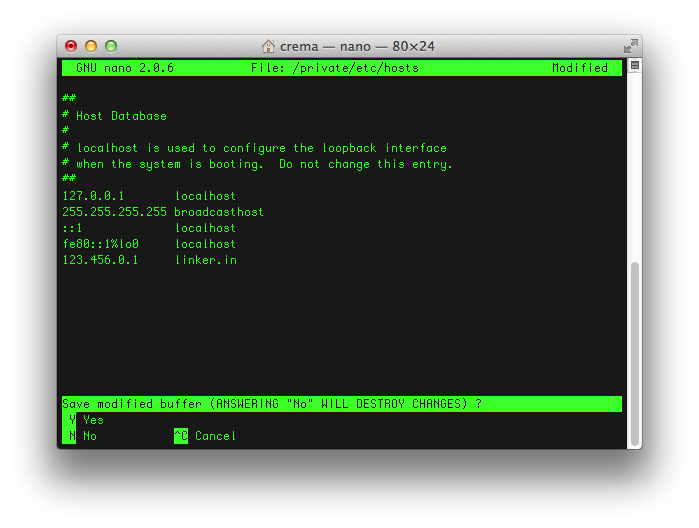 crema — nano — 80×24
GNU nano 2.0.6 File: /private/etc/hosts Modified
##
# Host Database
#
# localhost is used to configure the loopback interface
# when the system is booting.  Do not change this entry.
##
127.0.0.1 localhost
255.255.255.255 broadcasthost
::1 localhost
fe80::1%lo0 localhost
123.456.0.1 linker.in
Save modified buffer (ANSWERING "No" WILL DESTROY CHANGES) ?
Y Yes
N No ^C Cancel